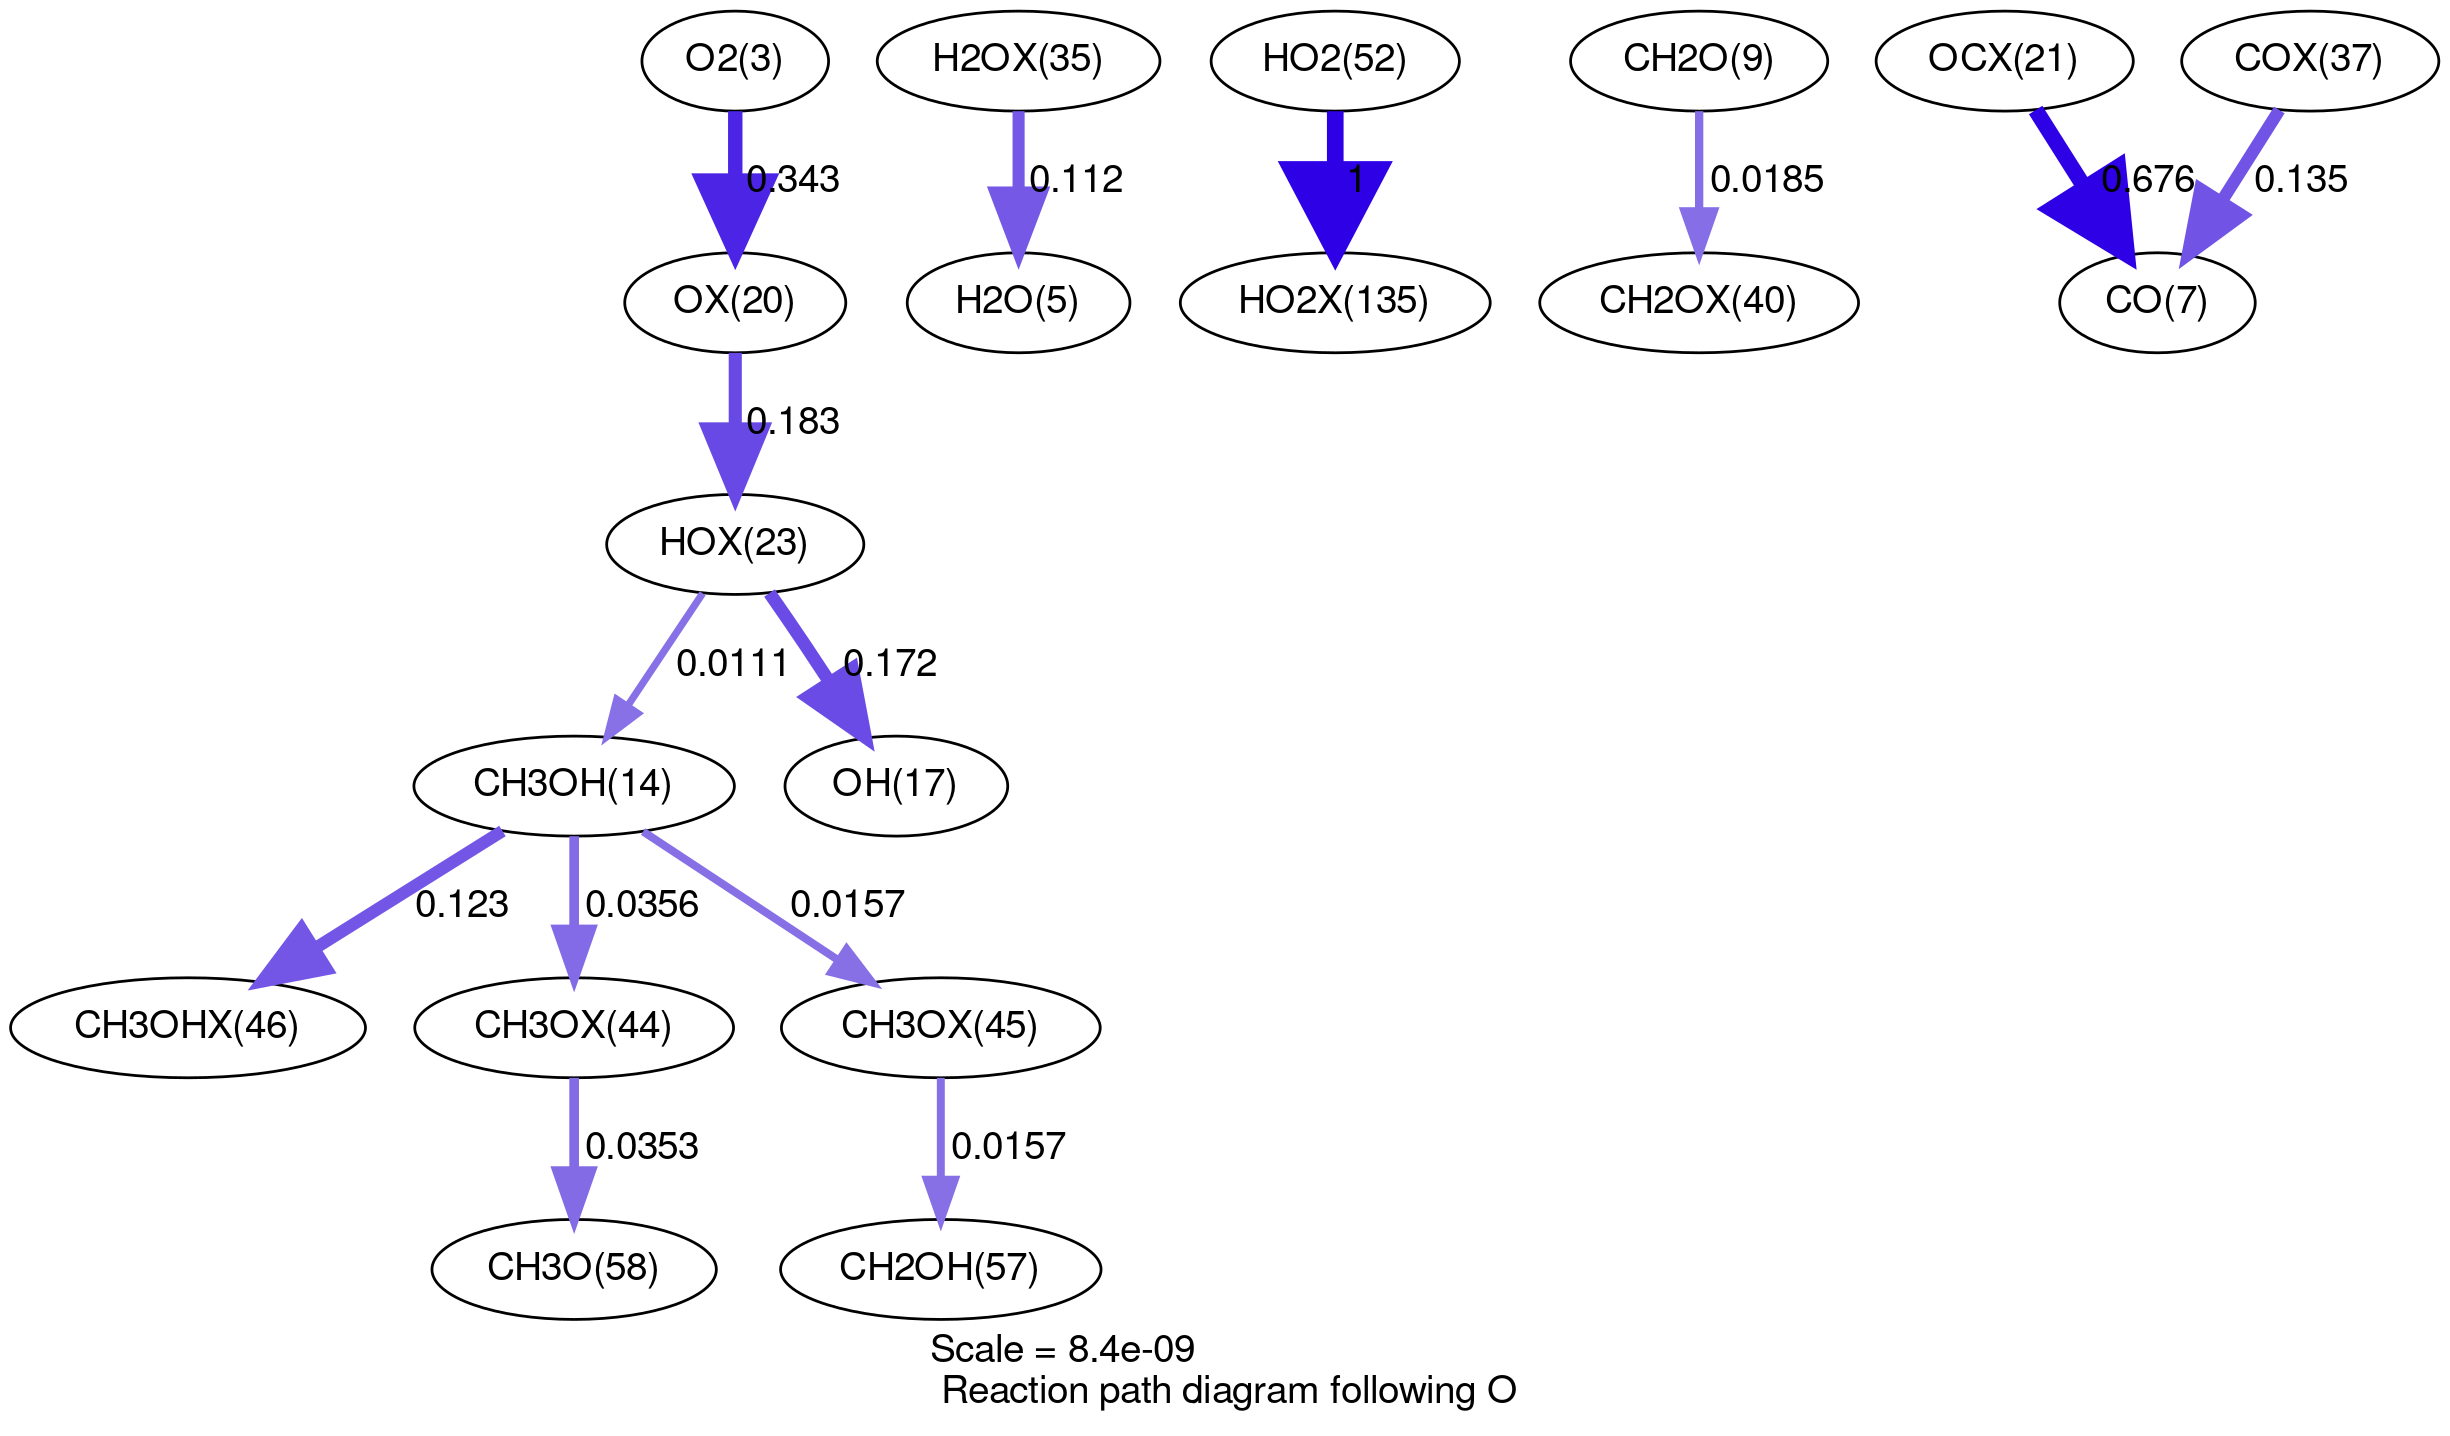 O2(3)
H2OX(35)
HO2(52)
CH2O(9)
OCX(21)
COX(37)
0.343
0.112
1
0.0185
0.676
0.135
OX(20)
H2O(5)
HO2X(135)
CH2OX(40)
CO(7)
0.183
HOX(23)
0.0111
0.172
CH3OH(14)
OH(17)
0.123
0.0356
0.0157
CH3OHX(46)
CH3OX(44)
CH3OX(45)
0.0353
0.0157
CH3O(58)
CH2OH(57)
Scale = 8.4e-09
Reaction path diagram following O